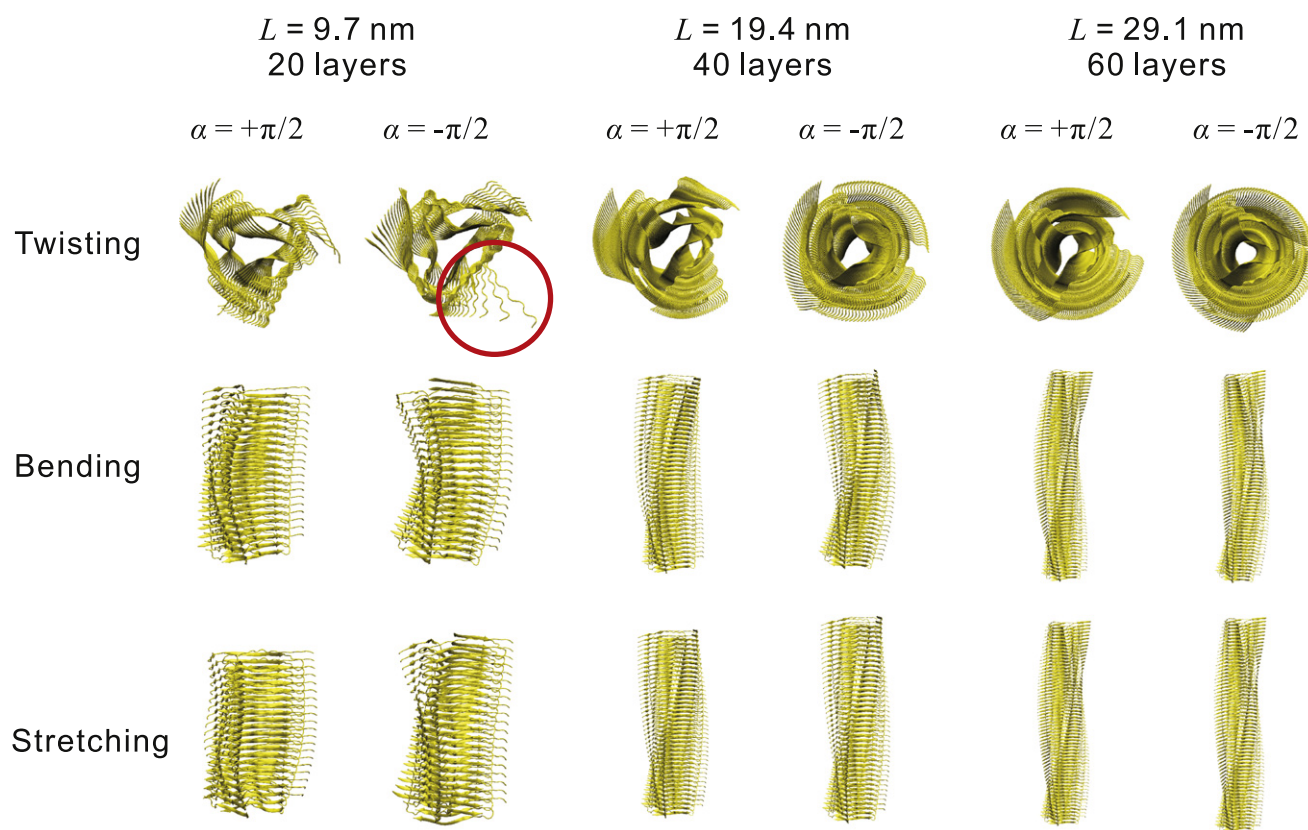 L = 9.7 nm
20 layers
L = 19.4 nm
40 layers
L = 29.1 nm
60 layers
α = +π/2
α = -π/2
α = +π/2
α = -π/2
α = +π/2
α = -π/2
Twisting
Bending
Stretching